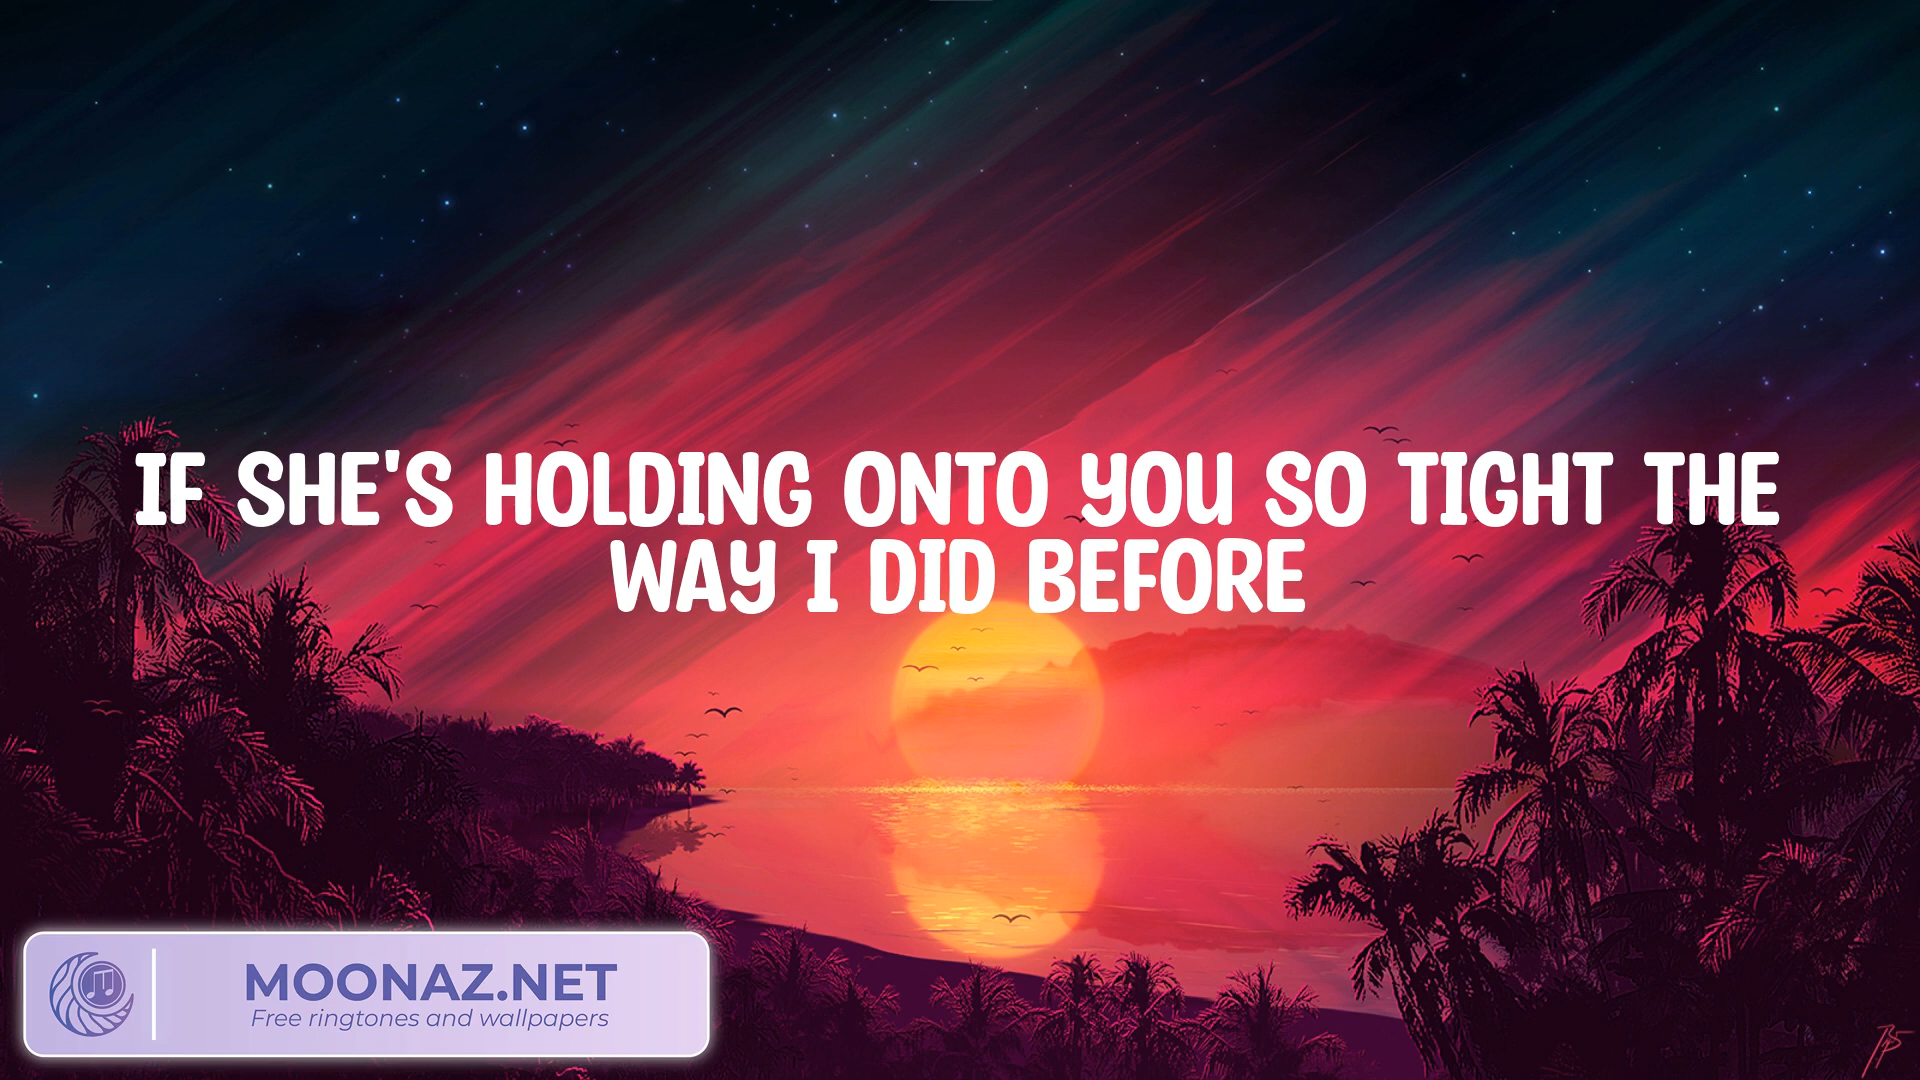 IF SHE'S HOLDING ONTO YOU SO TIGHT THE
WAY I DID BEFORE
MOONAZ.NET
Free ringtones and wallpapers